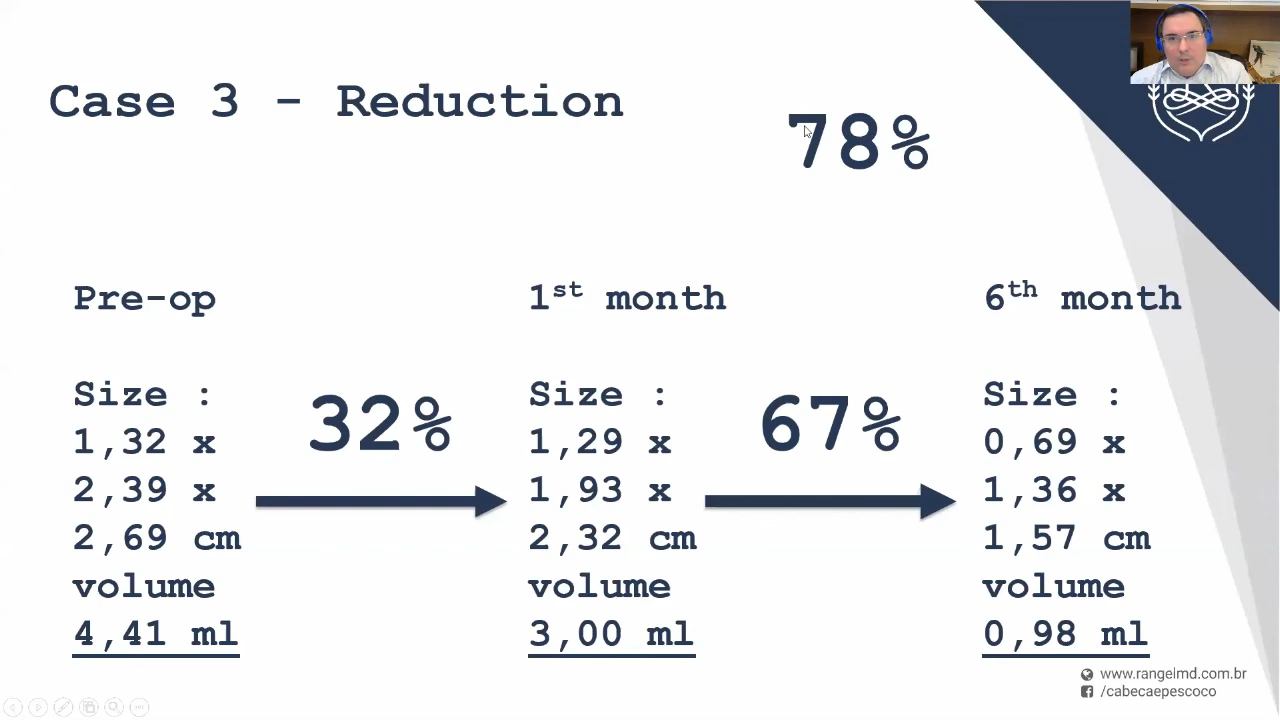 Case 3 - Reduction
78%
Pre-op
Size :
1,32 x
2,39 x
2,69 cm
volume
4,41 ml
32%
1st month
Size :
1,29 x
1,93 x
2,32 cm
volume
3,00 ml
67%
6th month
Size :
0,69 x
1,36 x
1,57 cm
volume
0,98 ml
www.rangelmd.com.br
/cabecaepescoco